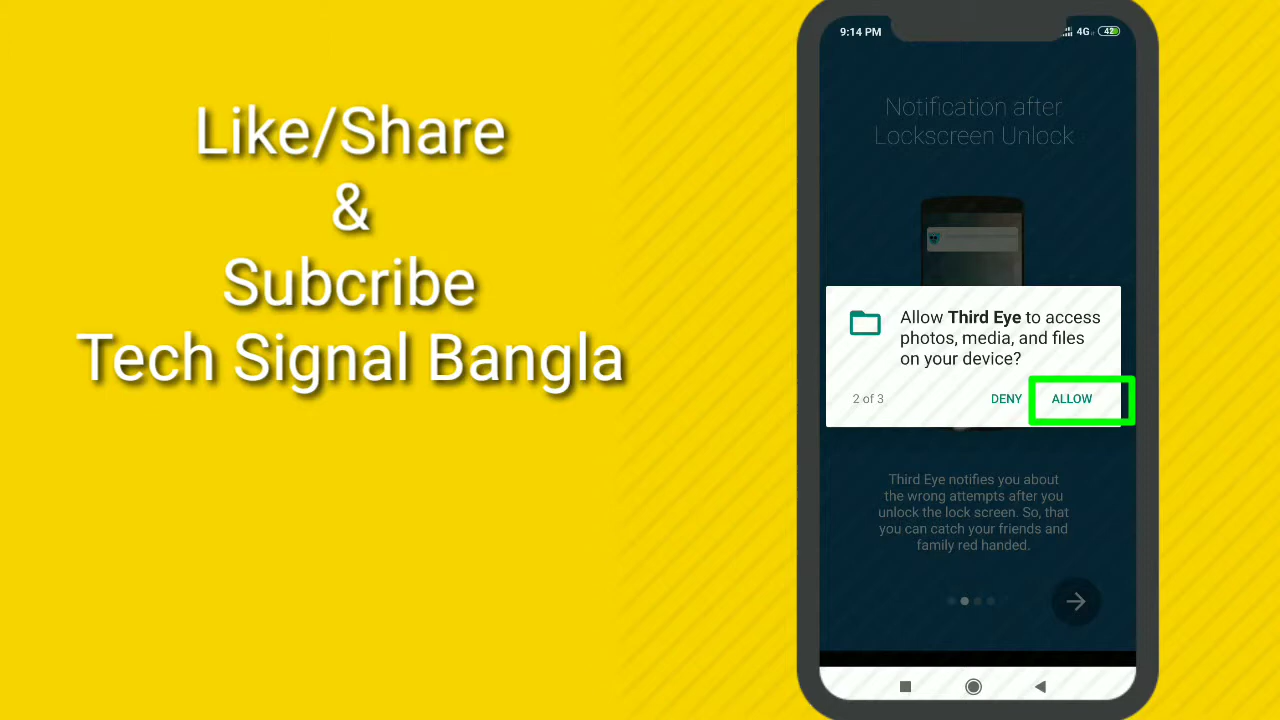 Like/Share
&
Subcribe
Tech Signal Bangla
9:14 PM
4G
42
Notification after
Lockscreen Unlock
Allow Third Eye to access
photos, media, and files
on your device?
2 of 3
DENY
ALLOW
Third Eye notifies you about
the wrong attempts after you
unlock the lock screen. So, that
you can catch your friends and
family red handed.